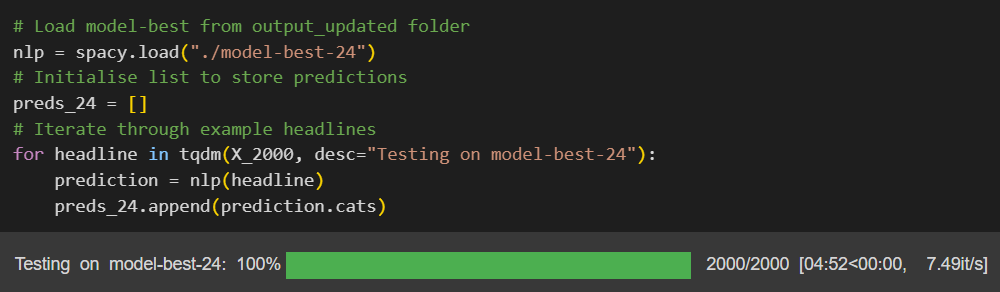 # Load model-best from output_updated folder
nlp = spacy.load("./model-best-24")
# Initialise list to store predictions
preds_24 = []
# Iterate through example headlines
for headline in tqdm(X_2000, desc="Testing on model-best-24"):
    prediction = nlp(headline)
    preds_24.append(prediction.cats)
Testing on model-best-24: 100% 2000/2000 [04:52<00:00, 7.49it/s]